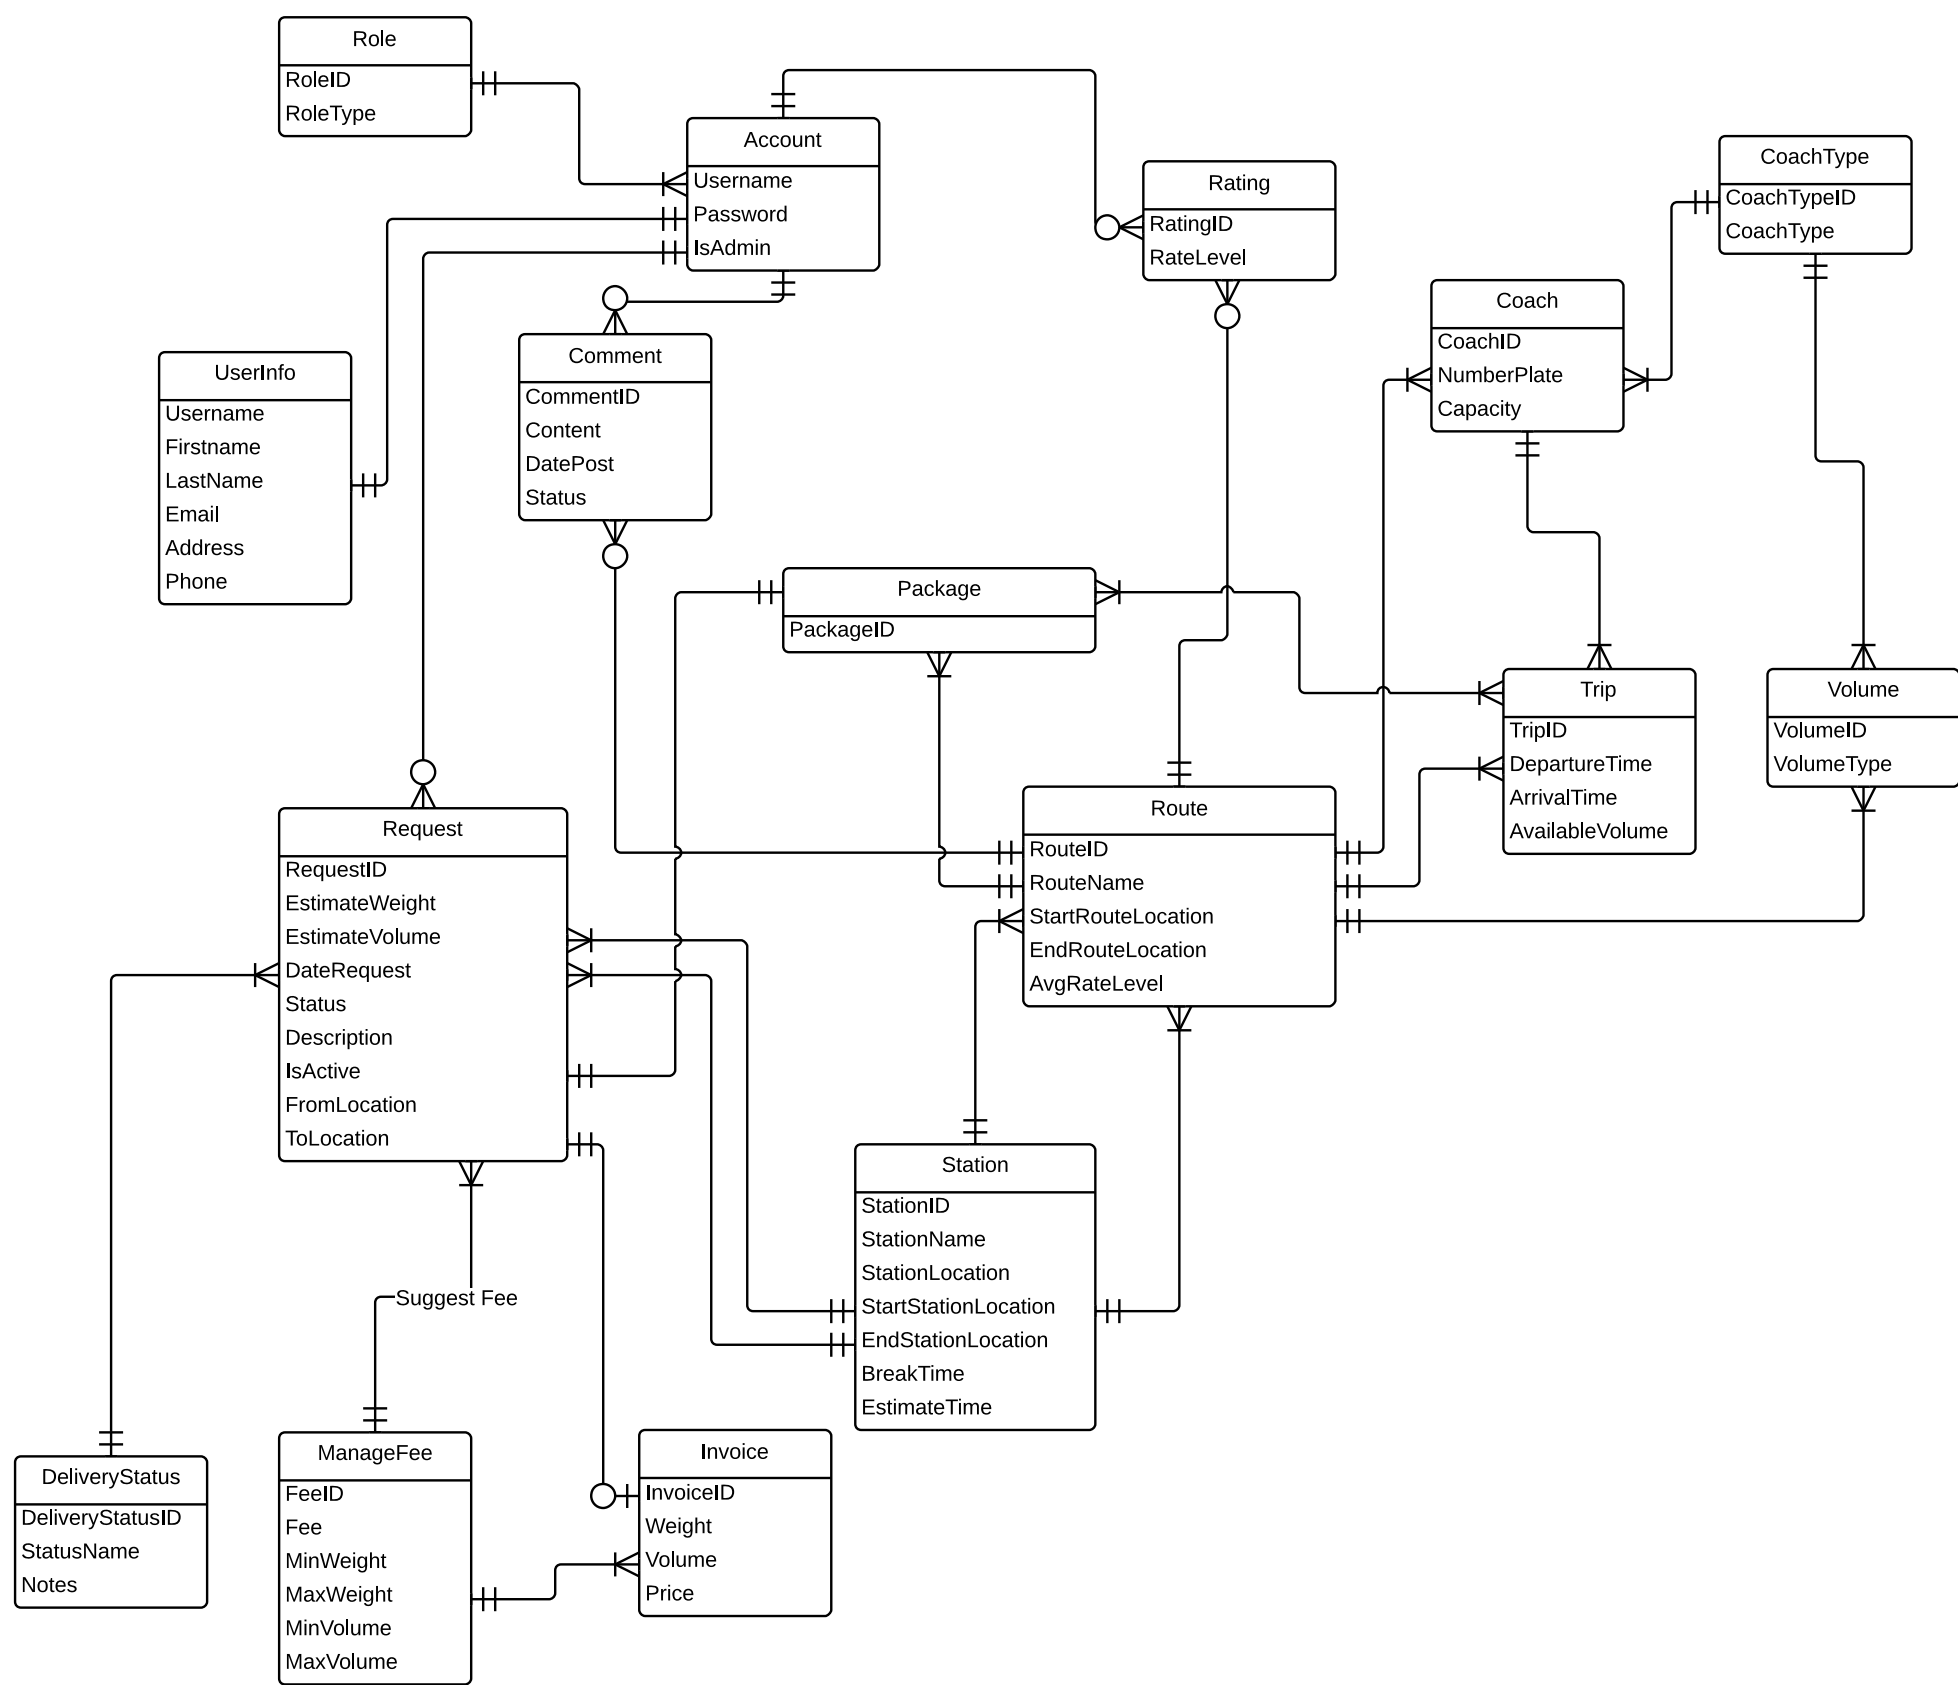 Role
RoleID
RoleType
Account
Username
Password
IsAdmin
Rating
RatingID
RateLevel
CoachType
CoachTypeID
CoachType
Coach
CoachID
NumberPlate
Capacity
UserInfo
Username
Firstname
LastName
Email
Address
Phone
Comment
CommentID
Content
DatePost
Status
Package
PackageID
Trip
TripID
DepartureTime
ArrivalTime
AvailableVolume
Volume
VolumeID
VolumeType
Request
RequestID
EstimateWeight
EstimateVolume
DateRequest
Status
Description
IsActive
FromLocation
ToLocation
Route
RouteID
RouteName
StartRouteLocation
EndRouteLocation
AvgRateLevel
Station
StationID
StationName
StationLocation
StartStationLocation
EndStationLocation
BreakTime
EstimateTime
Suggest Fee
DeliveryStatus
DeliveryStatusID
StatusName
Notes
ManageFee
FeeID
Fee
MinWeight
MaxWeight
MinVolume
MaxVolume
Invoice
InvoiceID
Weight
Volume
Price